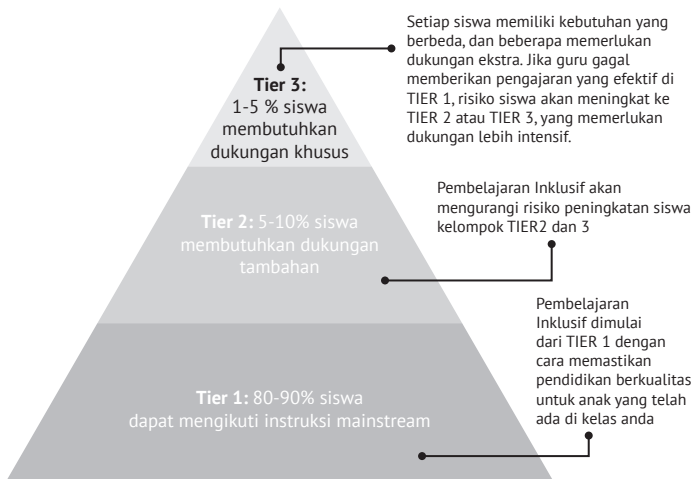 Setiap siswa memiliki kebutuhan yang
berbeda, dan beberapa memerlukan
dukungan ekstra. Jika guru gagal
memberikan pengajaran yang efektif di
TIER 1, risiko siswa akan meningkat ke
TIER 2 atau TIER 3, yang memerlukan
dukungan lebih intensif.
Tier 3:
1-5 % siswa
membutuhkan
dukungan khusus
Pembelajaran Inklusif akan
mengurangi risiko peningkatan siswa
kelompok TIER2 dan 3
Tier 2: 5-10% siswa
membutuhkan dukungan
tambahan
Pembelajaran
Inklusif dimulai
dari TIER 1 dengan
cara memastikan
pendidikan berkualitas
untuk anak yang telah
ada di kelas anda
Tier 1: 80-90% siswa
dapat mengikuti instruksi mainstream